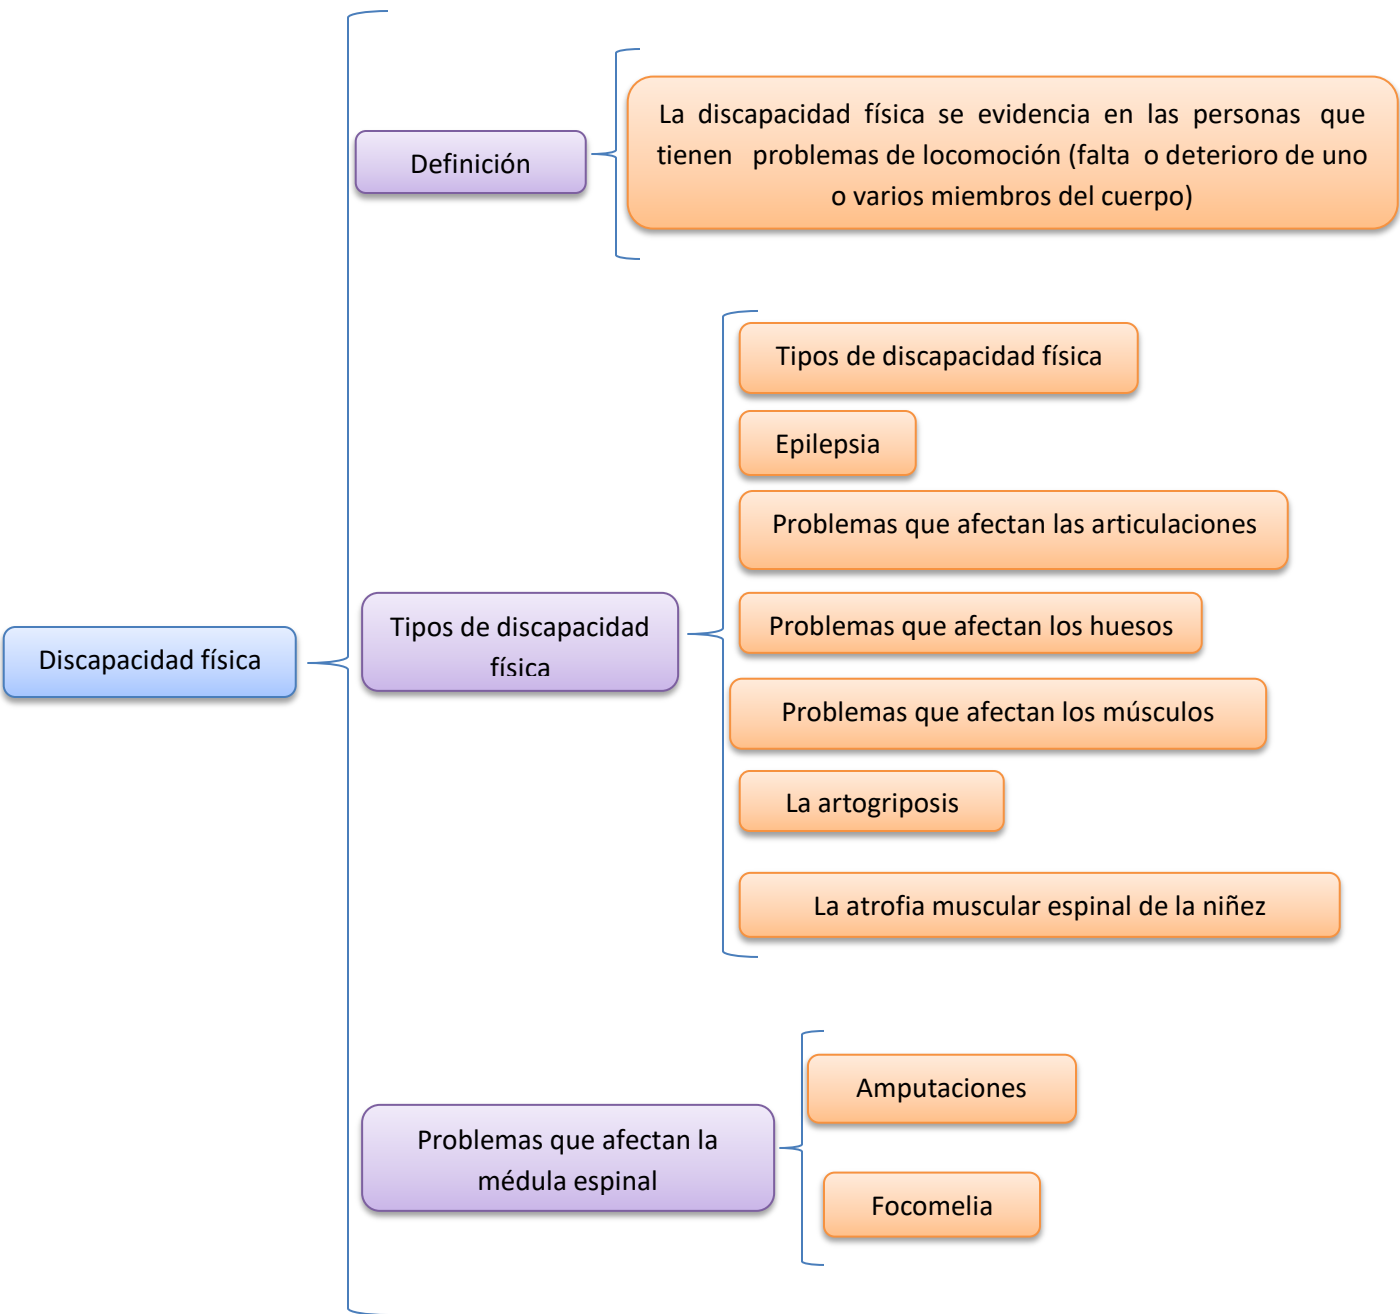 La discapacidad física se evidencia en las personas que
tienen problemas de locomoción (falta o deterioro de uno
o varios miembros del cuerpo)
Definición
Tipos de discapacidad física
Epilepsia
Problemas que afectan las articulaciones
Tipos de discapacidad
física
Problemas que afectan los huesos
Discapacidad física
Problemas que afectan los músculos
La artogriposis
La atrofia muscular espinal de la niñez
Amputaciones
Problemas que afectan la
médula espinal
Focomelia